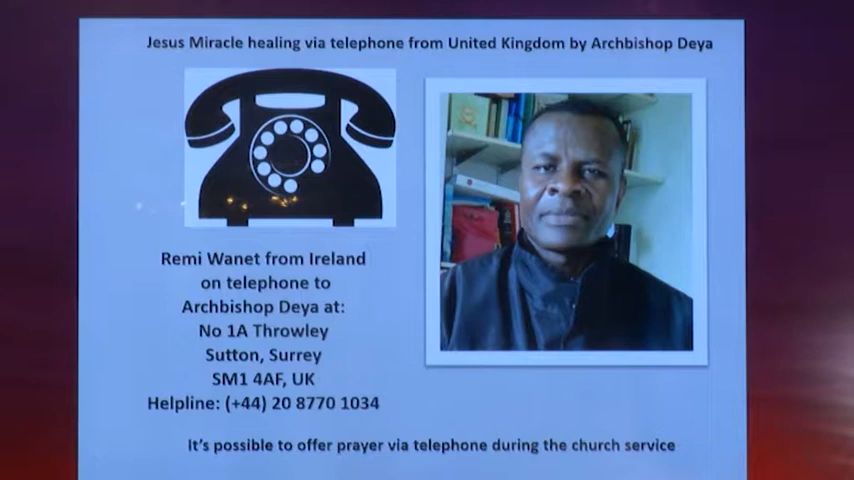 Jesus Miracle healing via telephone from United Kingdom by Archbishop Deya
Remi Wanet from Ireland
on telephone to
Archbishop Deya at:
No 1A Throwley
Sutton, Surrey
SM1 4AF, UK
Helpline: (+44) 20 8770 1034
It's possible to offer prayer via telephone during the church service